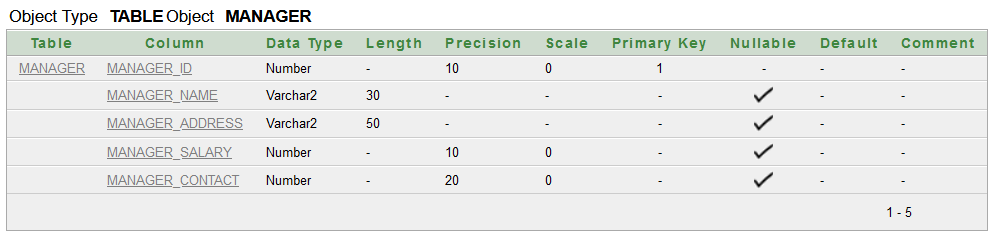 Object Type TABLE Object MANAGER
Table Column Data Type Length Precision Scale Primary Key Nullable Default Comment
MANAGER MANAGER_ID Number - 10 0 1 - - -
MANAGER_NAME Varchar2 30 - - - ✓ - -
MANAGER_ADDRESS Varchar2 50 - - - ✓ - -
MANAGER_SALARY Number - 10 0 - ✓ - -
MANAGER_CONTACT Number - 20 0 - ✓ - -
1 - 5